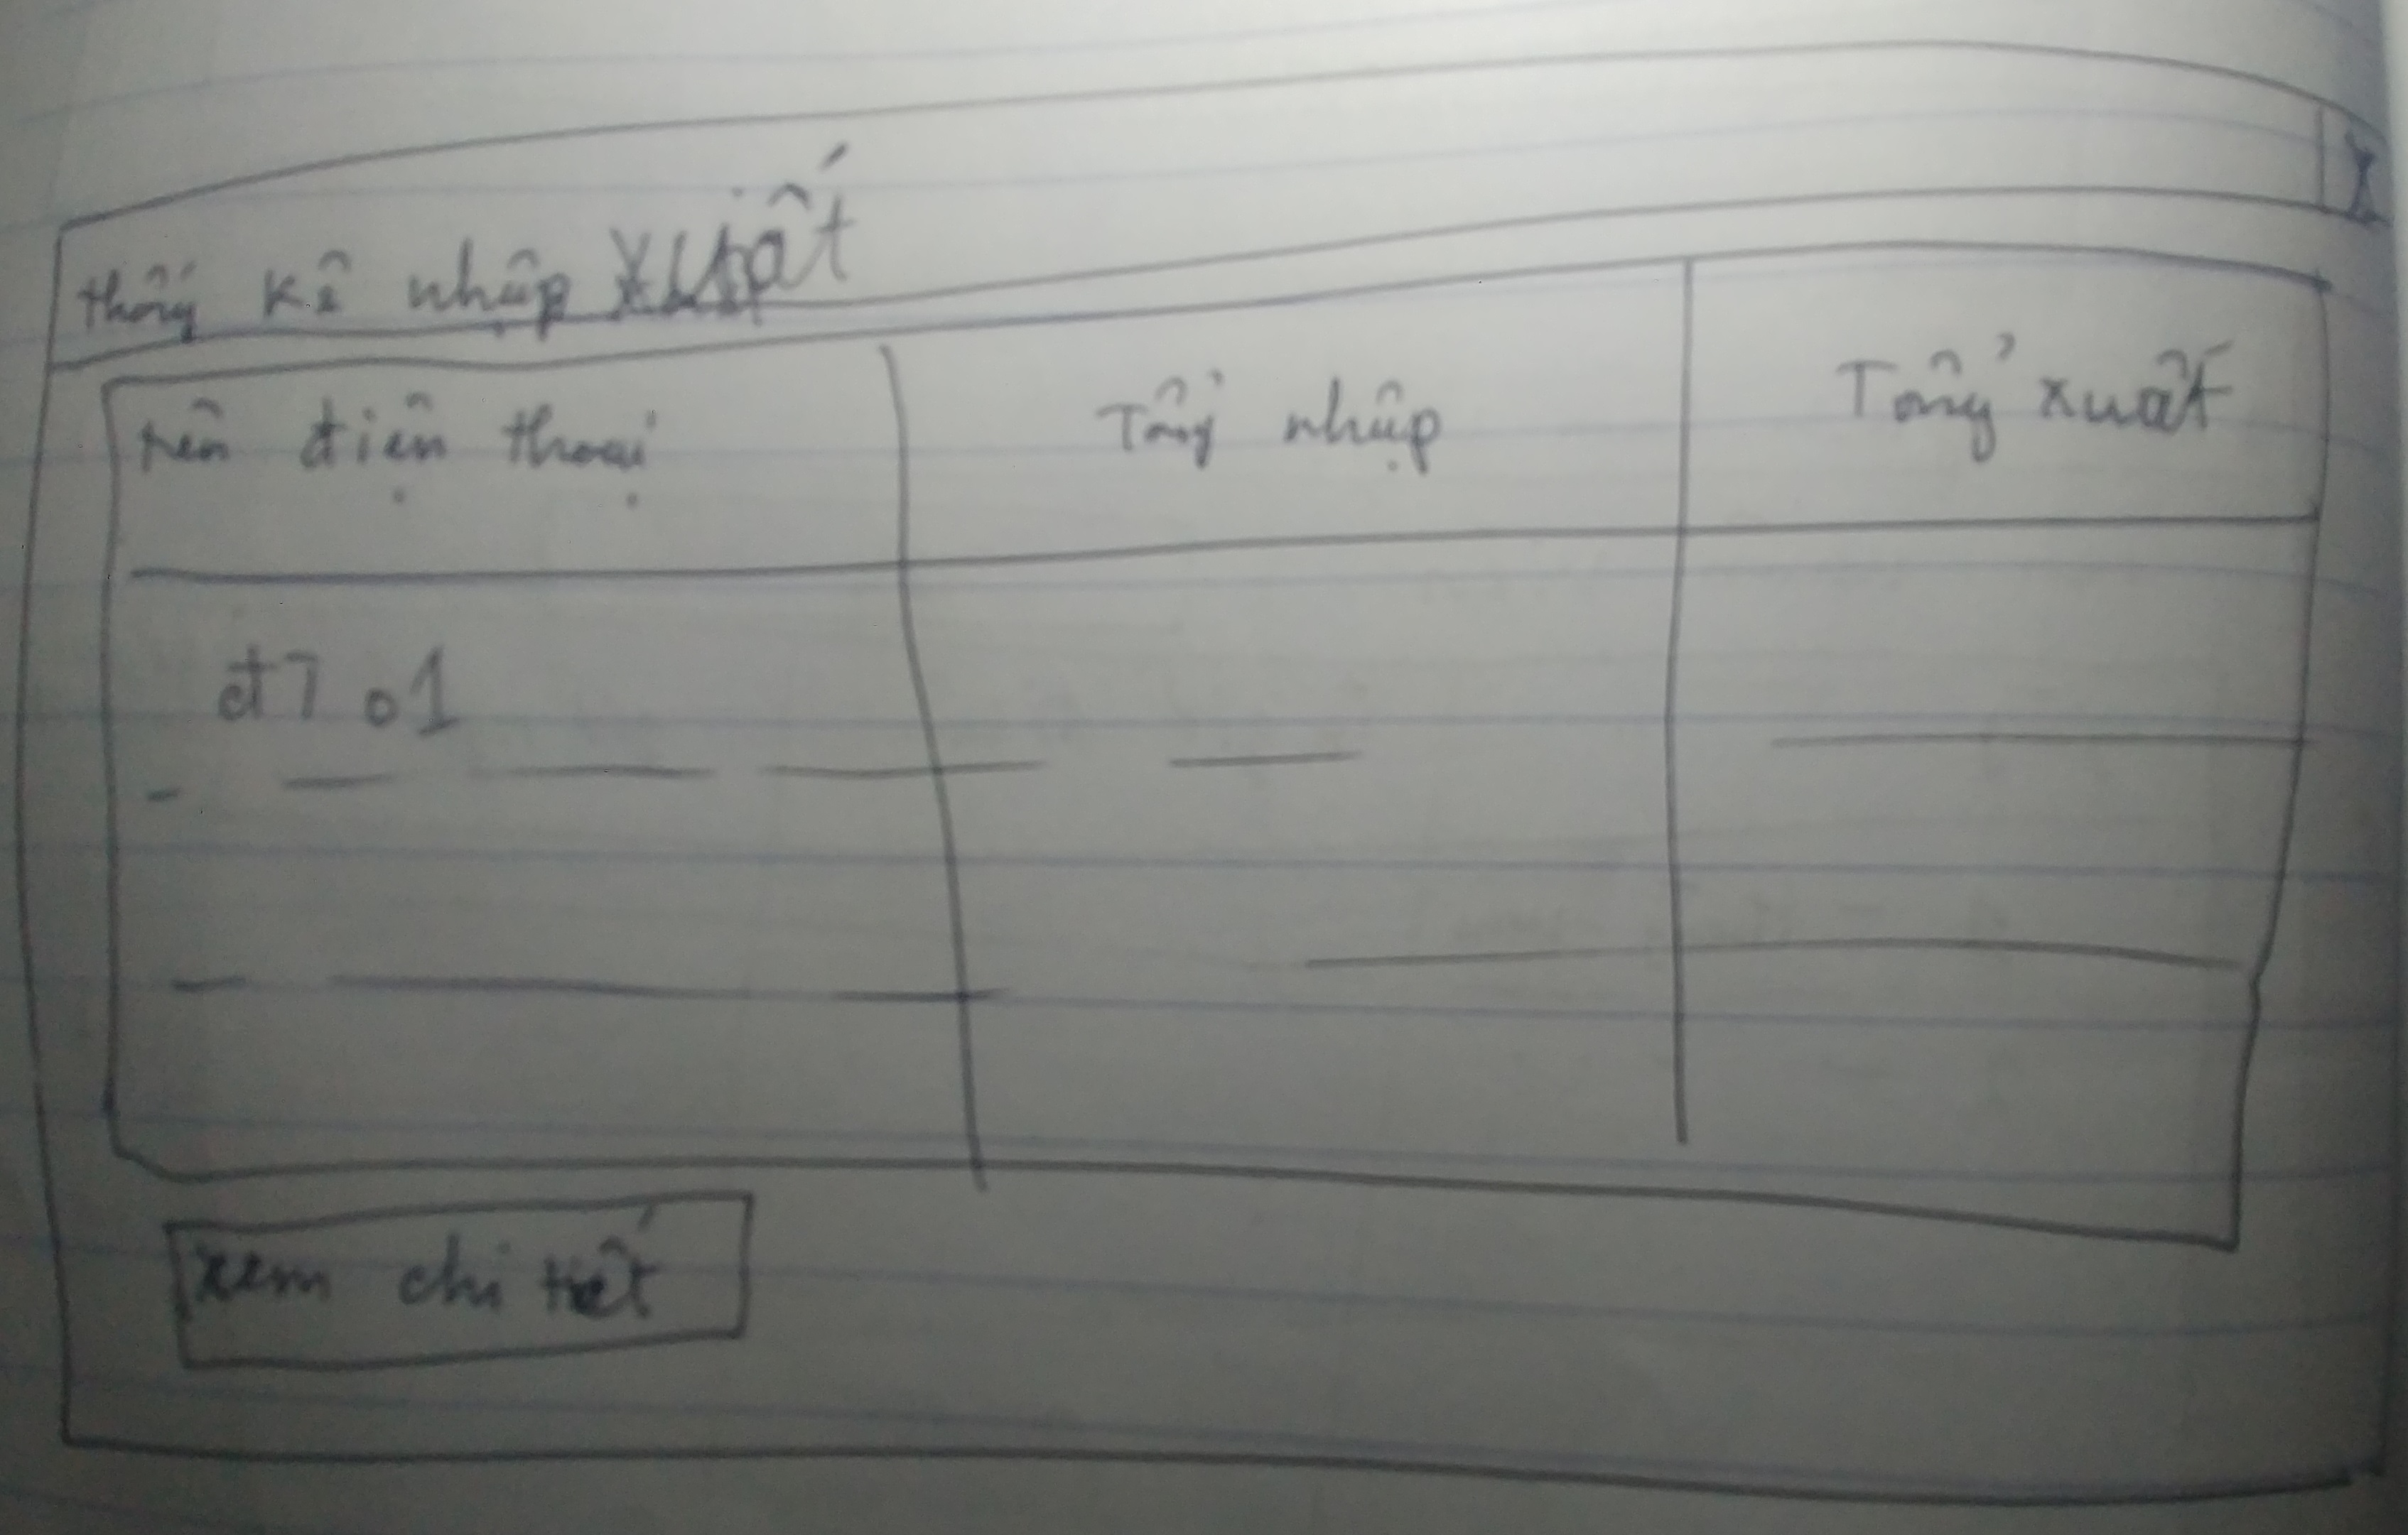 X
thống kê nhập xuất
tên điện thoại
Tổng nhập
Tổng xuất
đT 01
xem chi tiết